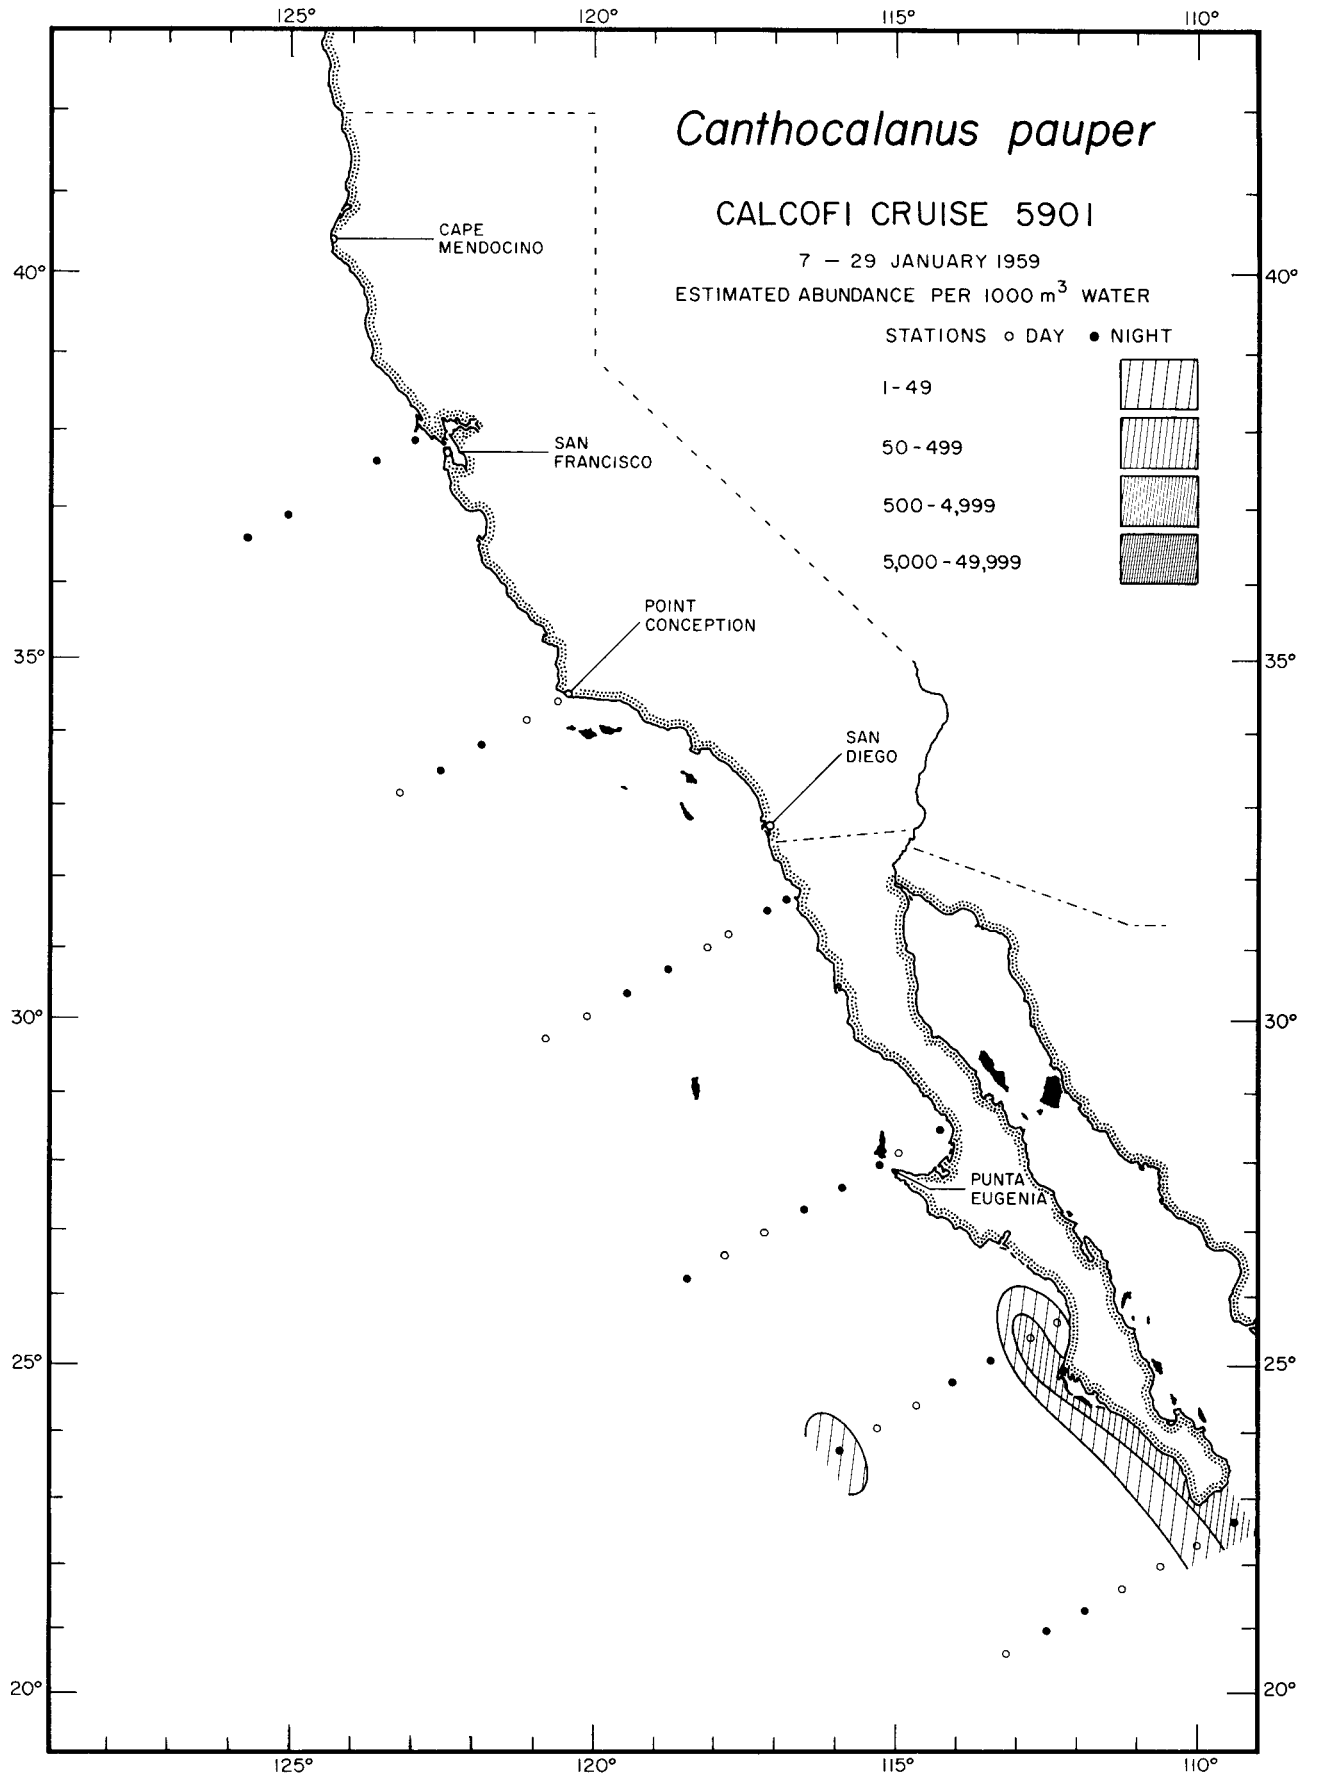 125° 120° 115° 110°
Canthocalanus pauper
CALCOFI CRUISE 5901
7 – 29 JANUARY 1959
ESTIMATED ABUNDANCE PER 1000 m³ WATER
STATIONS ○ DAY ● NIGHT
1-49
50-499
500-4,999
5,000-49,999
CAPE
MENDOCINO
40° 40°
SAN
FRANCISCO
POINT
CONCEPTION
35° 35°
SAN
DIEGO
30° 30°
PUNTA
EUGENIA
25° 25°
20° 20°
125° 120° 115° 110°